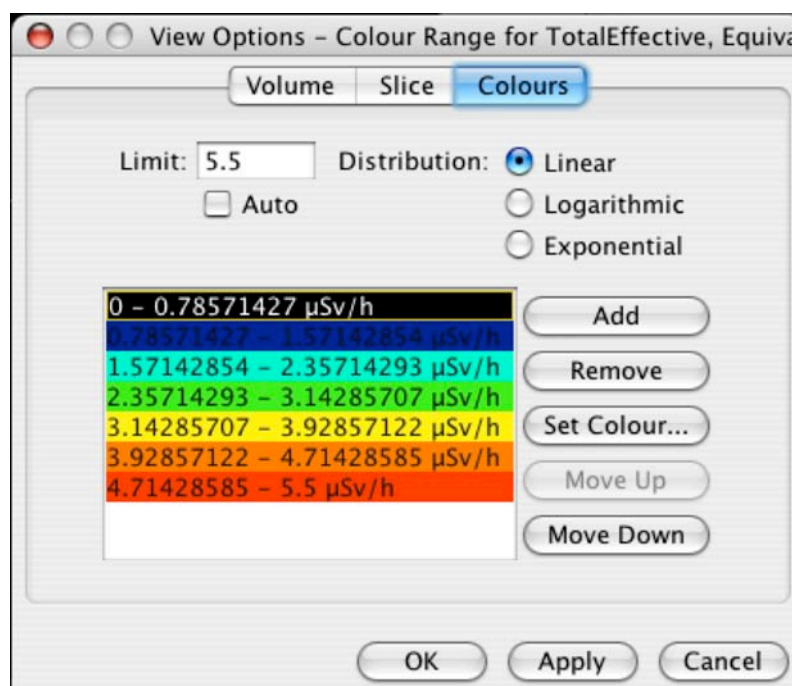 View Options – Colour Range for TotalEffective, Equiva
Volume Slice Colours
Limit: 5.5 Distribution: Linear
Auto
Logarithmic
Exponential
0 – 0.78571427 µSv/h
0.78571427 – 1.57142854 µSv/h
1.57142854 – 2.35714293 µSv/h
2.35714293 – 3.14285707 µSv/h
3.14285707 – 3.92857122 µSv/h
3.92857122 – 4.71428585 µSv/h
4.71428585 – 5.5 µSv/h
Add
Remove
Set Colour...
Move Up
Move Down
OK Apply Cancel